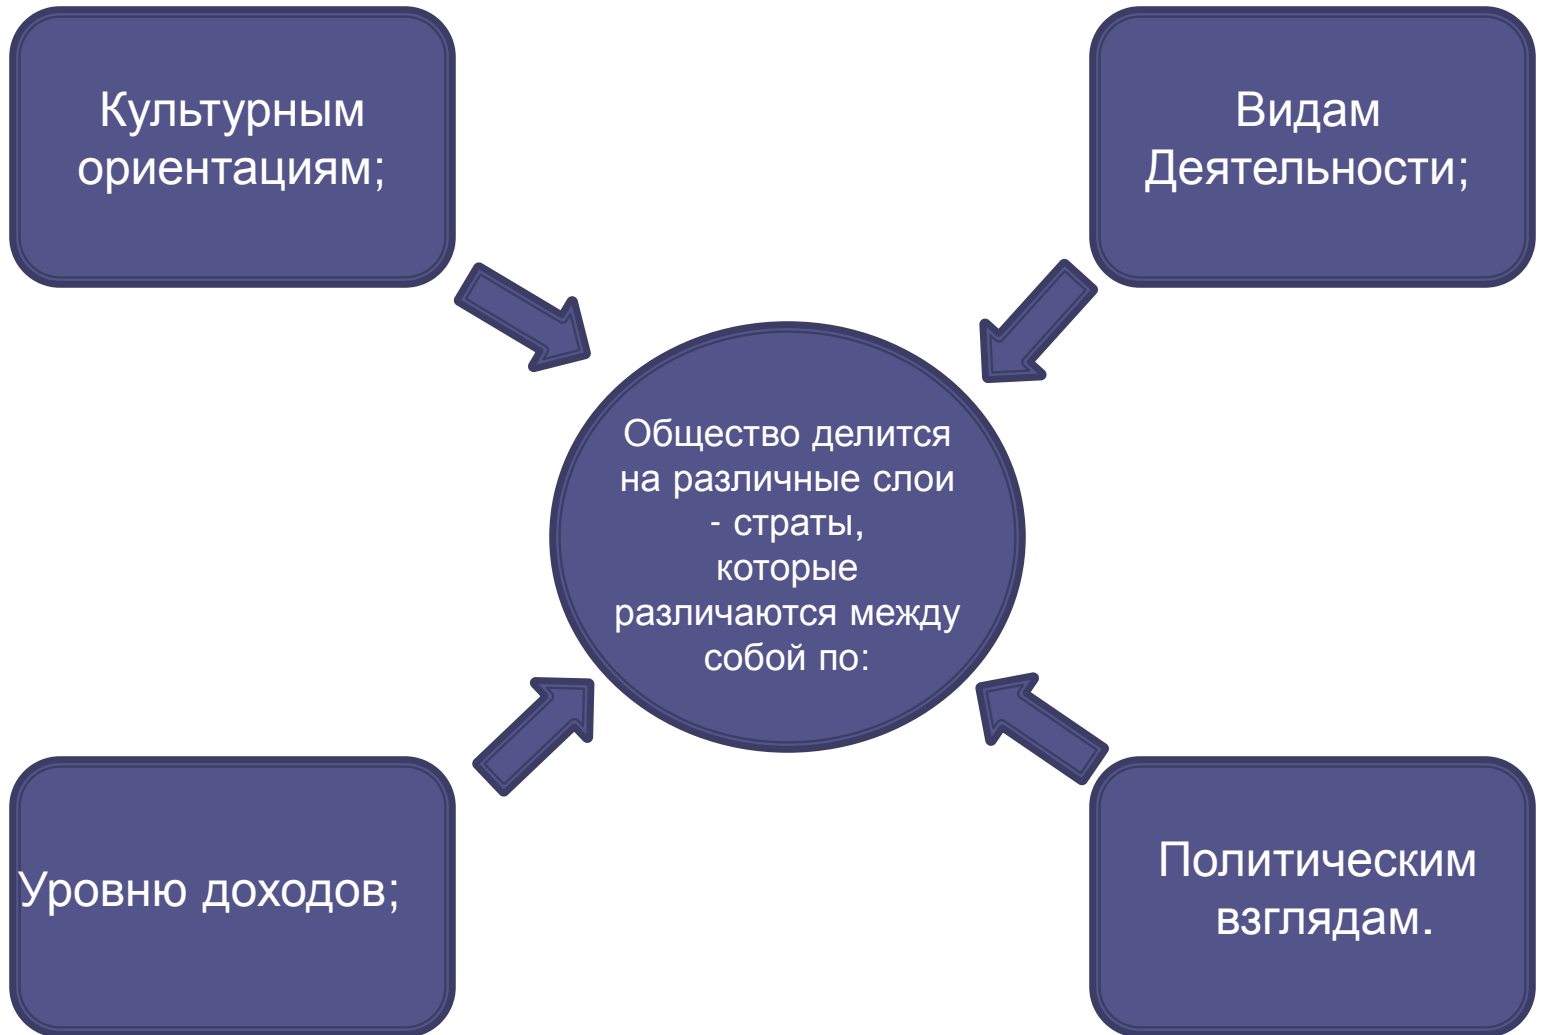 Культурным
ориентациям;
Видам
Деятельности;
Общество делится
на различные слои
- страты,
которые
различаются между
собой по:
Уровню доходов;
Политическим
взглядам.